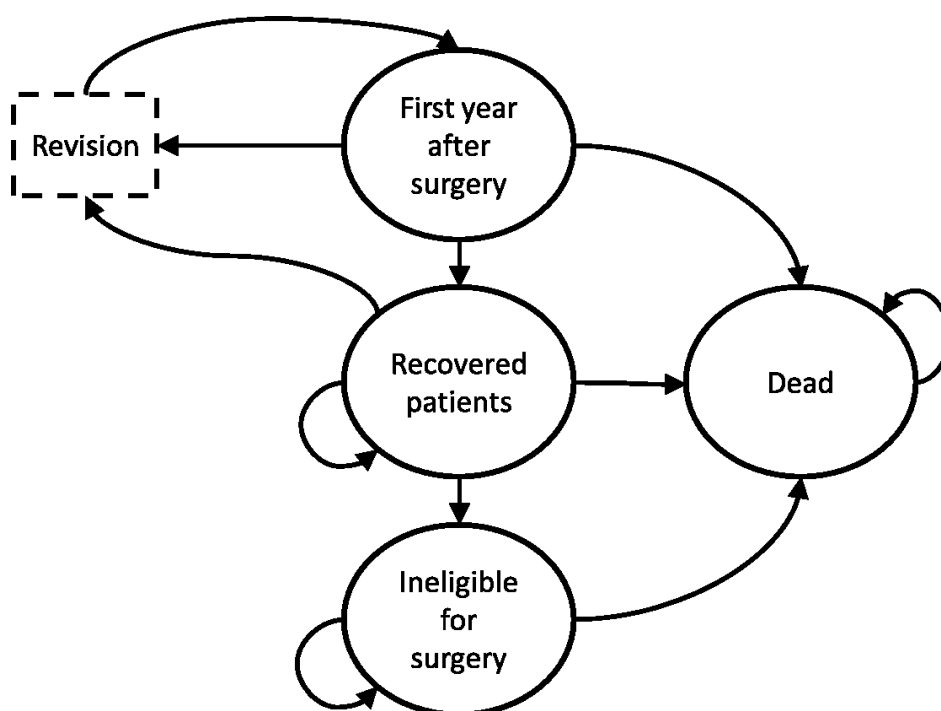 First year
after
surgery
Revision
Recovered
patients
Dead
Ineligible
for
surgery